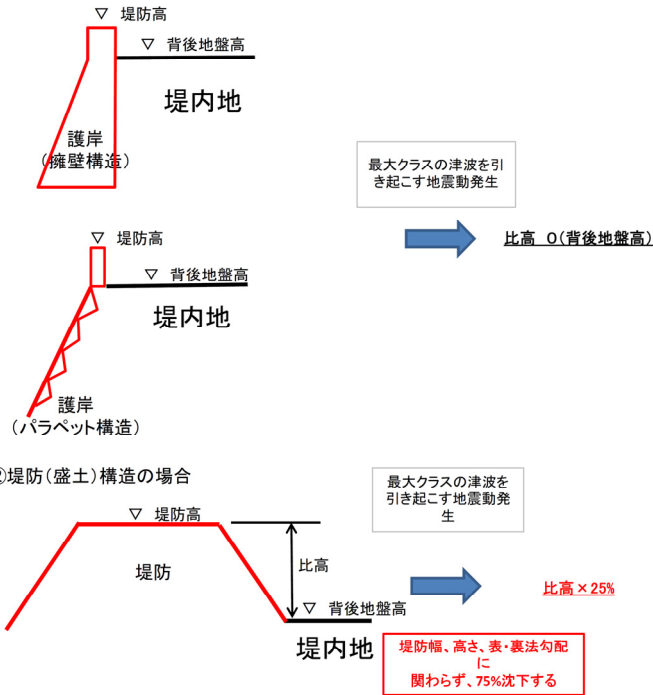 ▽ 堤防高
▽ 背後地盤高
堤内地
護岸
(擁壁構造)
最大クラスの津波を引
き起こす地震動発生
比高 0(背後地盤高)
▽ 堤防高
▽ 背後地盤高
堤内地
護岸
(パラペット構造)
②堤防(盛土)構造の場合
最大クラスの津波を
引き起こす地震動発
生
▽ 堤防高
堤防
比高
▽ 背後地盤高
堤内地
比高×25%
堤防幅、高さ、表・裏法勾配
に
関わらず、75%沈下する